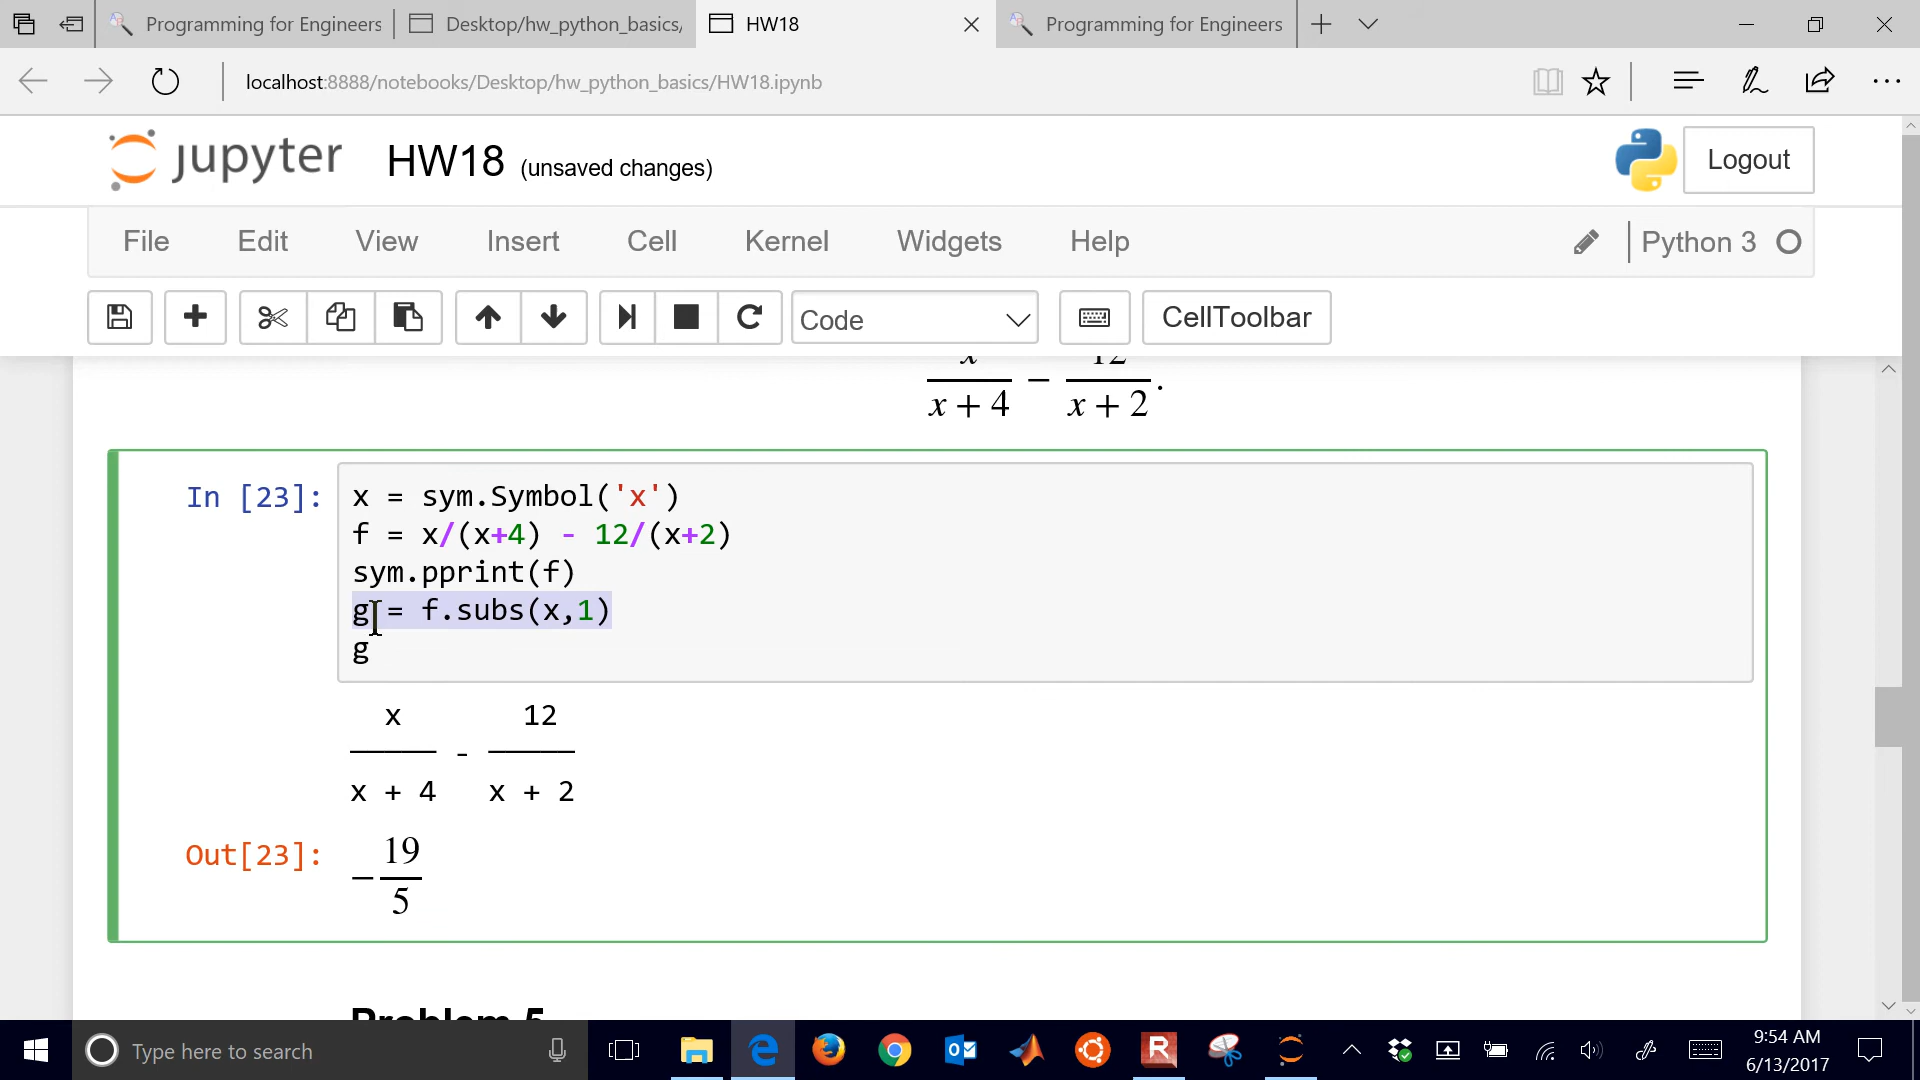 Programming for Engineers
Desktop/hw_python_basics/
HW18
Programming for Engineers
localhost:8888/notebooks/Desktop/hw_python_basics/HW18.ipynb
jupyter HW18 (unsaved changes)
Logout
File Edit View Insert Cell Kernel Widgets Help
Python 3
Code
CellToolbar
x 12
— − —.
x + 4 x + 2
In [23]:
x = sym.Symbol('x')
f = x/(x+4) - 12/(x+2)
sym.pprint(f)
g = f.subs(x,1)
g
x 12
───── - ─────
x + 4 x + 2
Out[23]:
−19/5
Problem 5
Type here to search
9:54 AM
6/13/2017